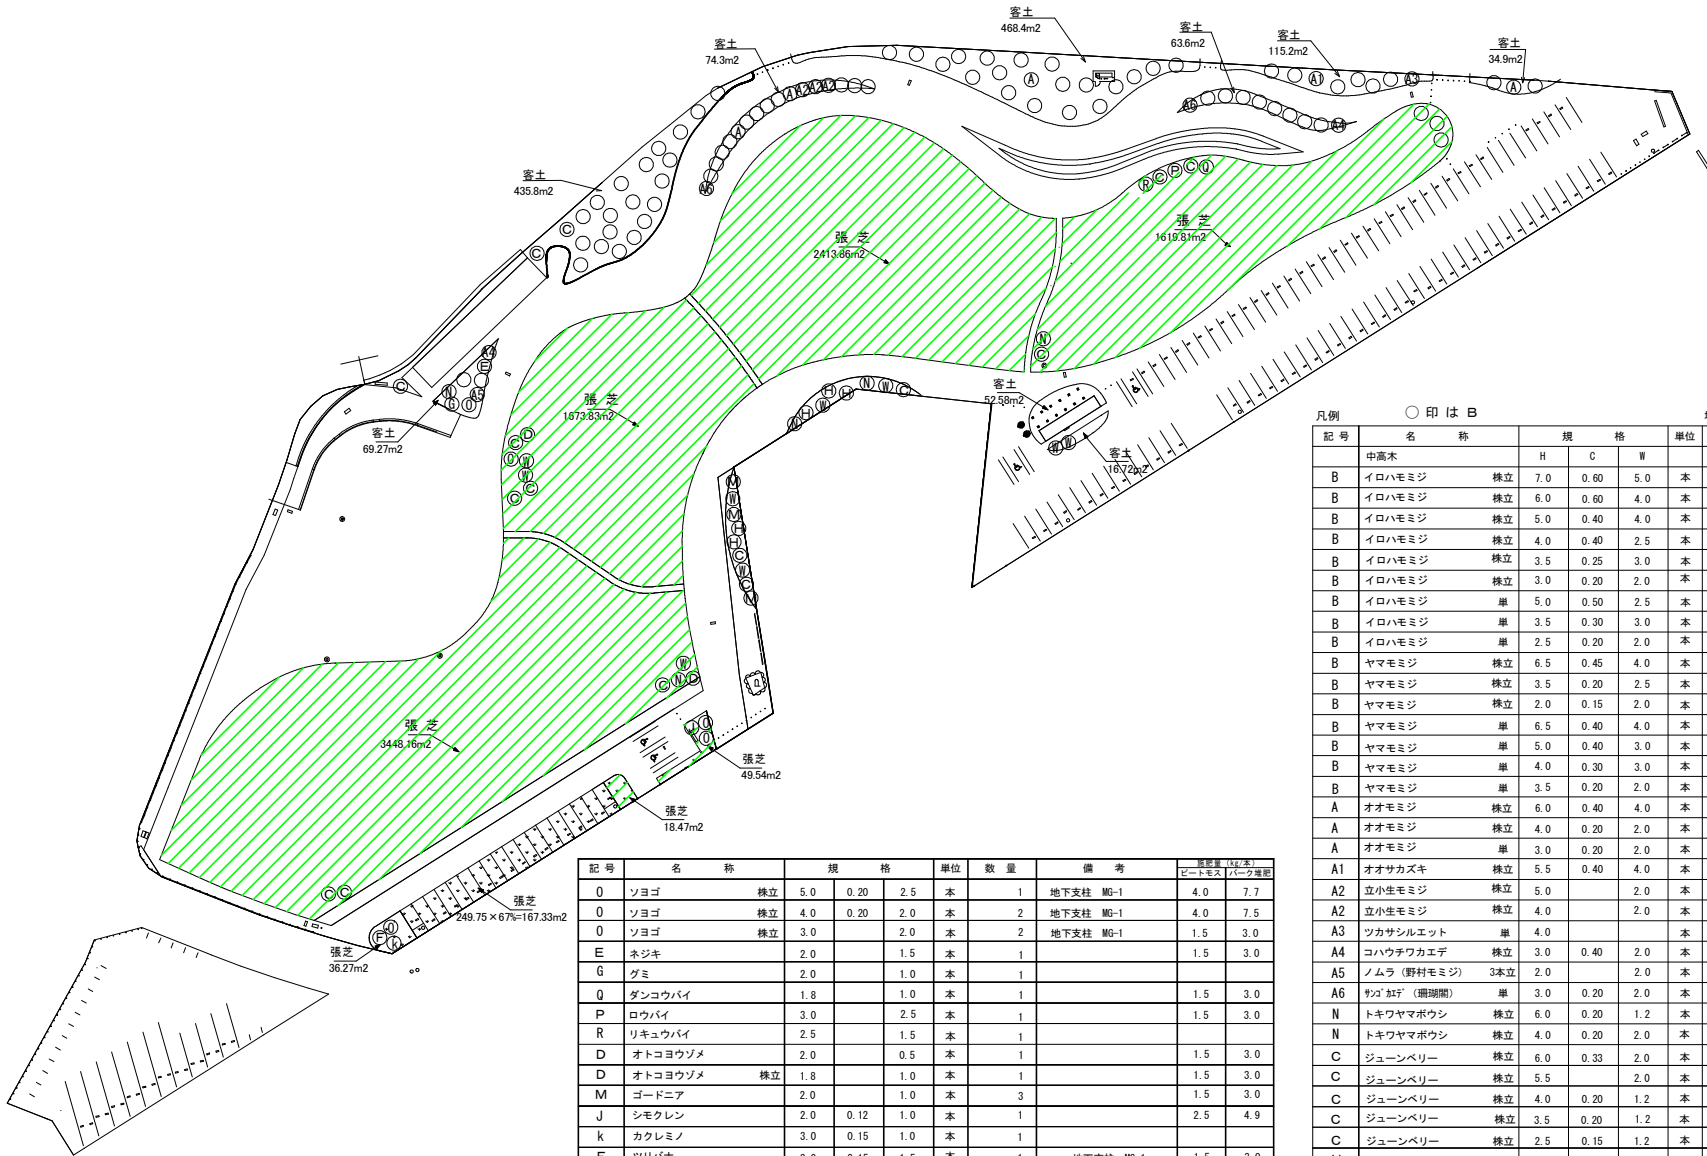 客土
468.4m2
客土
63.6m2
客土
115.2m2
客土
34.9m2
客土
74.3m2
A
A1
A3
A
A A2 A2 A2
A6
A4
A
A6
客土
435.8m2
R C P C Q
張 芝
1619.81m2
張 芝
2413.86m2
C
C
N
C
A4
E
N
A5
G O
C
客土
69.27m2
張 芝
1673.83m2
N H W H H N W C
客土
52.58m2
W W
客土
16.72m2
D
C
O W
W
C
C
M
W
M
H
H
C
W
C
M
W
C N D
張 芝
3448.16m2
J O
O
張芝
49.54m2
張芝
18.47m2
張芝
249.75×67%=167.33m2
C C
O
F k
張芝
36.27m2
凡例 ○ 印 は B
記 号 名 称 規 格 単位
中高木 H C W
B イロハモミジ 株立 7.0 0.60 5.0 本
B イロハモミジ 株立 6.0 0.60 4.0 本
B イロハモミジ 株立 5.0 0.40 4.0 本
B イロハモミジ 株立 4.0 0.40 2.5 本
B イロハモミジ 株立 3.5 0.25 3.0 本
B イロハモミジ 株立 3.0 0.20 2.0 本
B イロハモミジ 単 5.0 0.50 2.5 本
B イロハモミジ 単 3.5 0.30 3.0 本
B イロハモミジ 単 2.5 0.20 2.0 本
B ヤマモミジ 株立 6.5 0.45 4.0 本
B ヤマモミジ 株立 3.5 0.20 2.5 本
B ヤマモミジ 株立 2.0 0.15 2.0 本
B ヤマモミジ 単 6.5 0.40 4.0 本
B ヤマモミジ 単 5.0 0.40 3.0 本
B ヤマモミジ 単 4.0 0.30 3.0 本
B ヤマモミジ 単 3.5 0.20 2.0 本
A オオモミジ 株立 6.0 0.40 4.0 本
A オオモミジ 株立 4.0 0.20 2.0 本
A オオモミジ 単 3.0 0.20 2.0 本
A1 オオサカズキ 株立 5.5 0.40 4.0 本
A2 立小生モミジ 株立 5.0 2.0 本
A2 立小生モミジ 株立 4.0 2.0 本
A3 ツカサシルエット 単 4.0 本
A4 コハウチワカエデ 株立 3.0 0.40 2.0 本
A5 ノムラ（野村モミジ） 3本立 2.0 2.0 本
A6 サンゴカエデ（珊瑚閣） 単 3.0 0.20 2.0 本
N トキワヤマボウシ 株立 6.0 0.20 1.2 本
N トキワヤマボウシ 株立 4.0 0.20 2.0 本
C ジューンベリー 株立 6.0 0.33 2.0 本
C ジューンベリー 株立 5.5 2.0 本
C ジューンベリー 株立 4.0 0.20 1.2 本
C ジューンベリー 株立 3.5 0.20 1.2 本
C ジューンベリー 株立 2.5 0.15 1.2 本
記 号 名 称 規 格 単位 数 量 備 考 施肥量（kg/本）
ピートモス バーク堆肥
O ソヨゴ 株立 5.0 0.20 2.5 本 1 地下支柱 MG-1 4.0 7.7
O ソヨゴ 株立 4.0 0.20 2.0 本 2 地下支柱 MG-1 4.0 7.5
O ソヨゴ 株立 3.0 2.0 本 2 地下支柱 MG-1 1.5 3.0
E ネジキ 2.0 1.5 本 1 1.5 3.0
G グミ 2.0 1.0 本 1
Q ダンコウバイ 1.8 1.0 本 1 1.5 3.0
P ロウバイ 3.0 2.5 本 1 1.5 3.0
R リキュウバイ 2.5 1.5 本 1
D オトコヨウゾメ 2.0 0.5 本 1 1.5 3.0
D オトコヨウゾメ 株立 1.8 1.0 本 1 1.5 3.0
M ゴードニア 2.0 1.0 本 3 1.5 3.0
J シモクレン 2.0 0.12 1.0 本 1 2.5 4.9
k カクレミノ 3.0 0.15 1.0 本 1